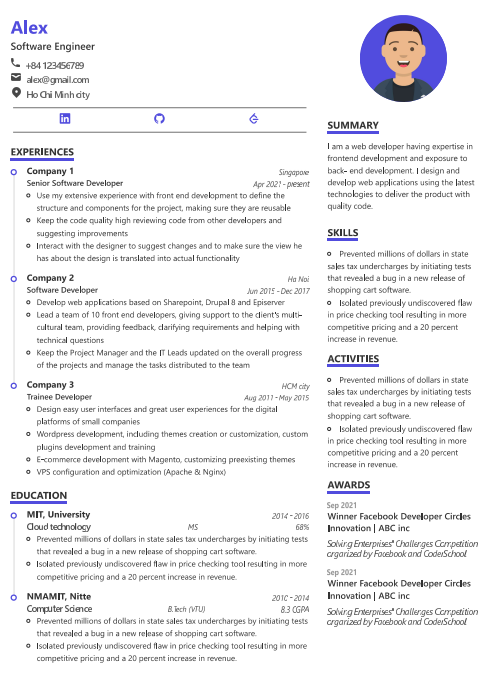 Alex
Software Engineer
+84 123456789
alex@gmail.com
Ho Chi Minh city
EXPERIENCES
Company 1
Singapore
Senior Software Developer
Apr 2021 - present
Use my extensive experience with front end development to define the
structure and components for the project, making sure they are reusable
Keep the code quality high reviewing code from other developers and
suggesting improvements
Interact with the designer to suggest changes and to make sure the view he
has about the design is translated into actual functionality
Company 2
Ha Noi
Software Developer
Jun 2015 - Dec 2017
Develop web applications based on Sharepoint, Drupal 8 and Episerver
Lead a team of 10 front end developers, giving support to the client's multi-
cultural team, providing feedback, clarifying requirements and helping with
technical questions
Keep the Project Manager and the IT Leads updated on the overall progress
of the projects and manage the tasks distributed to the team
Company 3
HCM city
Trainee Developer
Aug 2011 - May 2015
Design easy user interfaces and great user experiences for the digital
platforms of small companies
Wordpress development, including themes creation or customization, custom
plugins development and training
E-commerce development with Magento, customizing preexisting themes
VPS configuration and optimization (Apache & Nginx)
EDUCATION
MIT, University
2014 - 2016
Cloud technology
MS
68%
Prevented millions of dollars in state sales tax undercharges by initiating tests
that revealed a bug in a new release of shopping cart software.
Isolated previously undiscovered flaw in price checking tool resulting in more
competitive pricing and a 20 percent increase in revenue.
NMAMIT, Nitte
2010 - 2014
Computer Science
B.Tech (VTU)
8.3 CGPA
Prevented millions of dollars in state sales tax undercharges by initiating tests
that revealed a bug in a new release of shopping cart software.
Isolated previously undiscovered flaw in price checking tool resulting in more
competitive pricing and a 20 percent increase in revenue.
SUMMARY
I am a web developer having expertise in
frontend development and exposure to
back- end development. I design and
develop web applications using the latest
technologies to deliver the product with
quality code.
SKILLS
Prevented millions of dollars in state
sales tax undercharges by initiating tests
that revealed a bug in a new release of
shopping cart software.
Isolated previously undiscovered flaw
in price checking tool resulting in more
competitive pricing and a 20 percent
increase in revenue.
ACTIVITIES
Prevented millions of dollars in state
sales tax undercharges by initiating tests
that revealed a bug in a new release of
shopping cart software.
Isolated previously undiscovered flaw
in price checking tool resulting in more
competitive pricing and a 20 percent
increase in revenue.
AWARDS
Sep 2021
Winner Facebook Developer Circles
Innovation | ABC inc
Solving Enterprises' Challenges Competition
organized by Facebook and CodeiSchool
Sep 2021
Winner Facebook Developer Circles
Innovation | ABC inc
Solving Enterprises' Challenges Competition
organized by Facebook and CodeiSchool